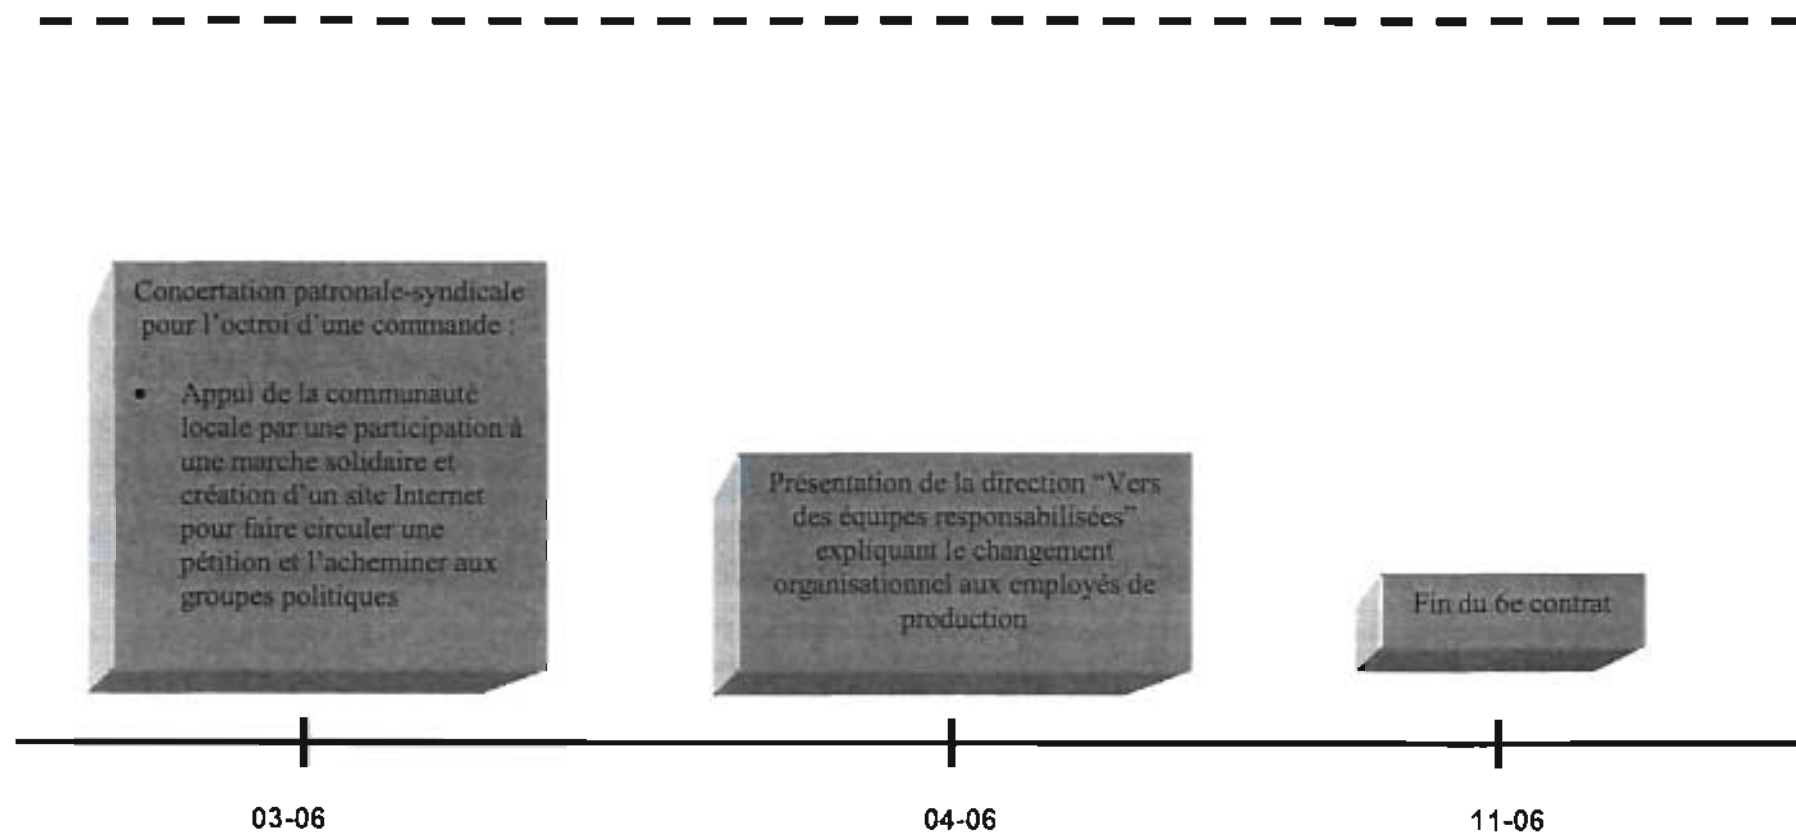 Concertation patronale-syndicale
pour l'octroi d'une commande :
• Appui de la communauté
locale par une participation à
une marche solidaire et
création d'un site Internet
pour faire circuler une
pétition et l'acheminer aux
groupes politiques
Présentation de la direction "Vers
des équipes responsabilisées"
expliquant le changement
organisationnel aux employés de
production
Fin du 6e contrat
03-06
04-06
11-06